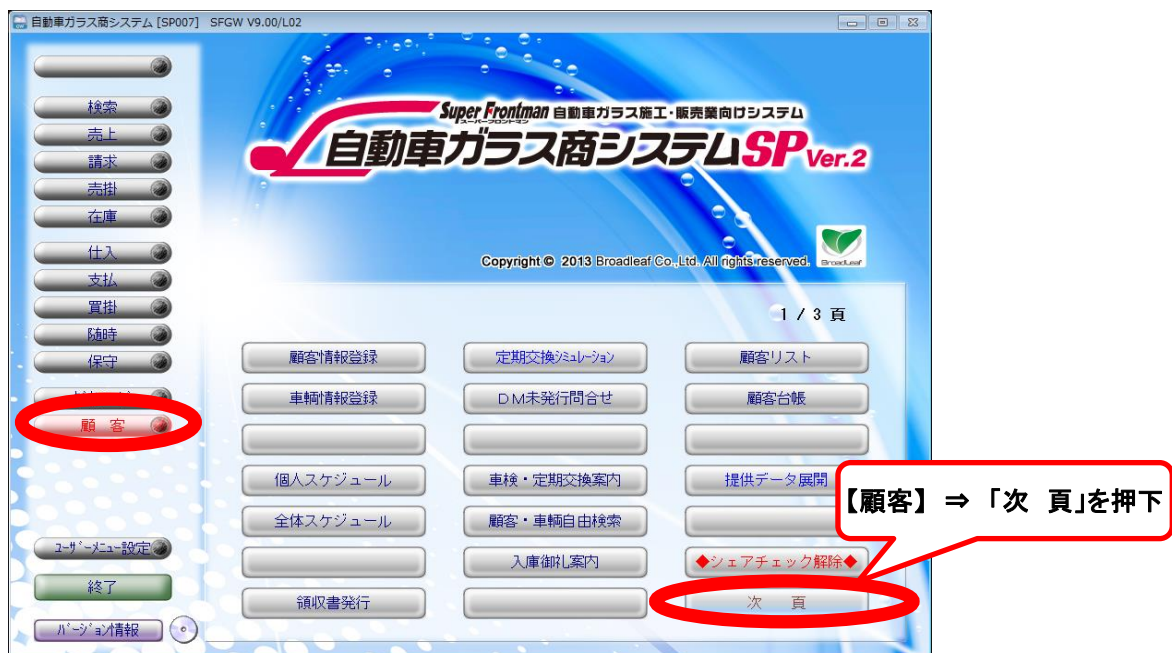 自動車ガラス商システム [SP007] SFGW V9.00/L02
検索
売上
請求
売掛
在庫
仕入
支払
買掛
随時
保守
顧 客
ユーザーメニュー設定
終了
バージョン情報
Super Frontman 自動車ガラス施工・販売業向けシステム
スーパーフロントマン
自動車ガラス商システムSP Ver.2
Copyright © 2013 Broadleaf Co.,Ltd. All rights reserved.
BroadLeaf
1 / 3 頁
顧客情報登録 定期交換シミュレーション 顧客リスト
車輌情報登録 DM未発行問合せ 顧客台帳
個人スケジュール 車検・定期交換案内 提供データ展開
全体スケジュール 顧客・車輌自由検索
入庫御礼案内 ◆シェアチェック解除◆
領収書発行 次 頁
【顧客】 ⇒ 「次 頁」を押下